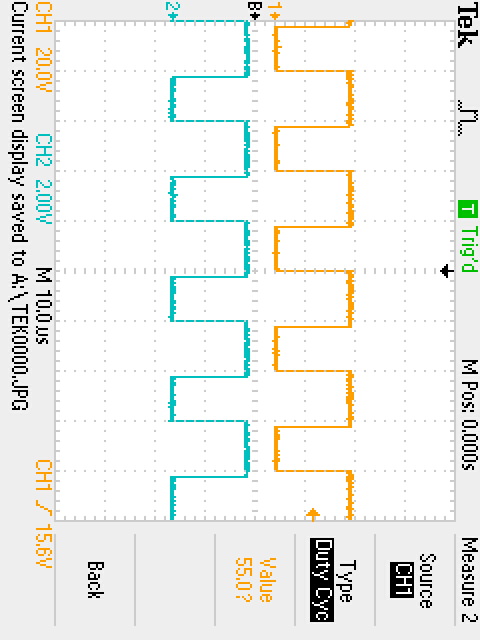 Tek T Trig'd M Pos: 0.000s Measure 2
Source
CH1
Type
Duty Cyc
1
Value
B
55.0?
2
Back
CH1 20.0V CH2 2.00V M 10.0us CH1 15.6V
Current screen display saved to A:\TEK0000.JPG